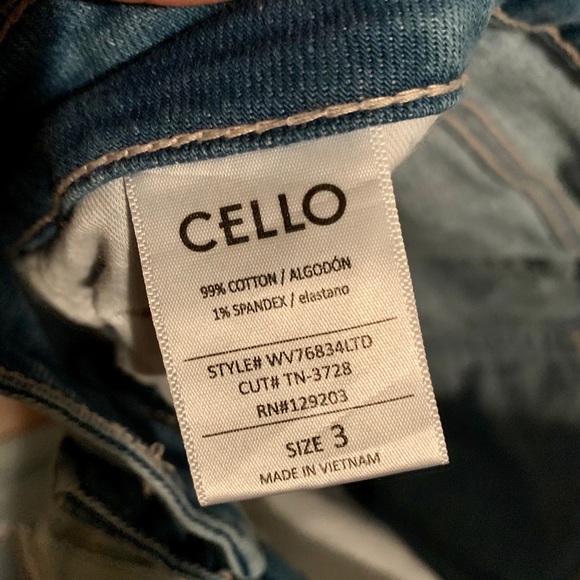 CELLO
99% COTTON / ALGODÓN
1% SPANDEX / elastano
STYLE# WV76834LTD
CUT# TN-3728
RN#129203
SIZE 3
MADE IN VIETNAM